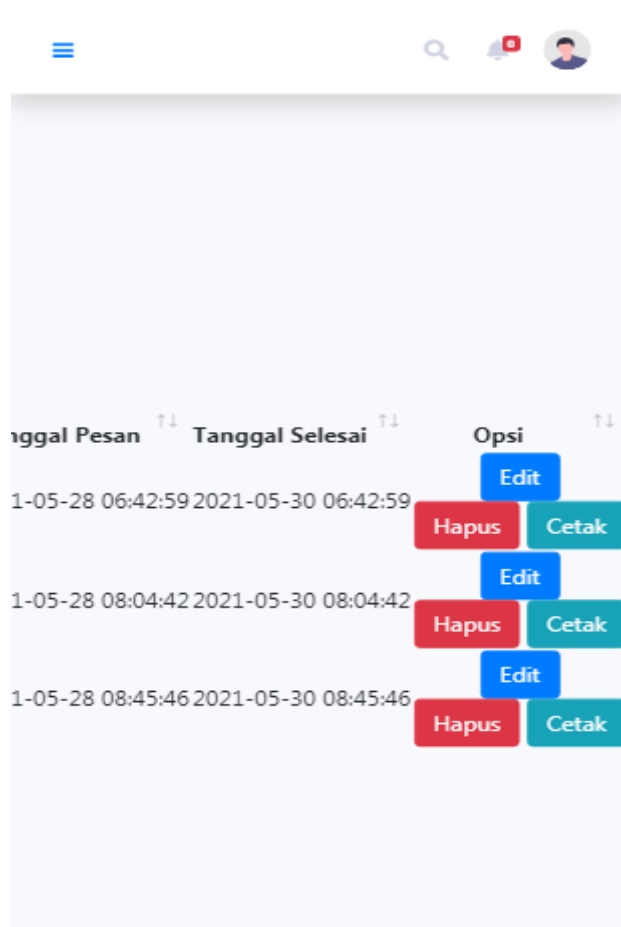 0
nggal Pesan Tanggal Selesai Opsi
Edit
1-05-28 06:42:59 2021-05-30 06:42:59
Hapus Cetak
Edit
1-05-28 08:04:42 2021-05-30 08:04:42
Hapus Cetak
Edit
1-05-28 08:45:46 2021-05-30 08:45:46
Hapus Cetak